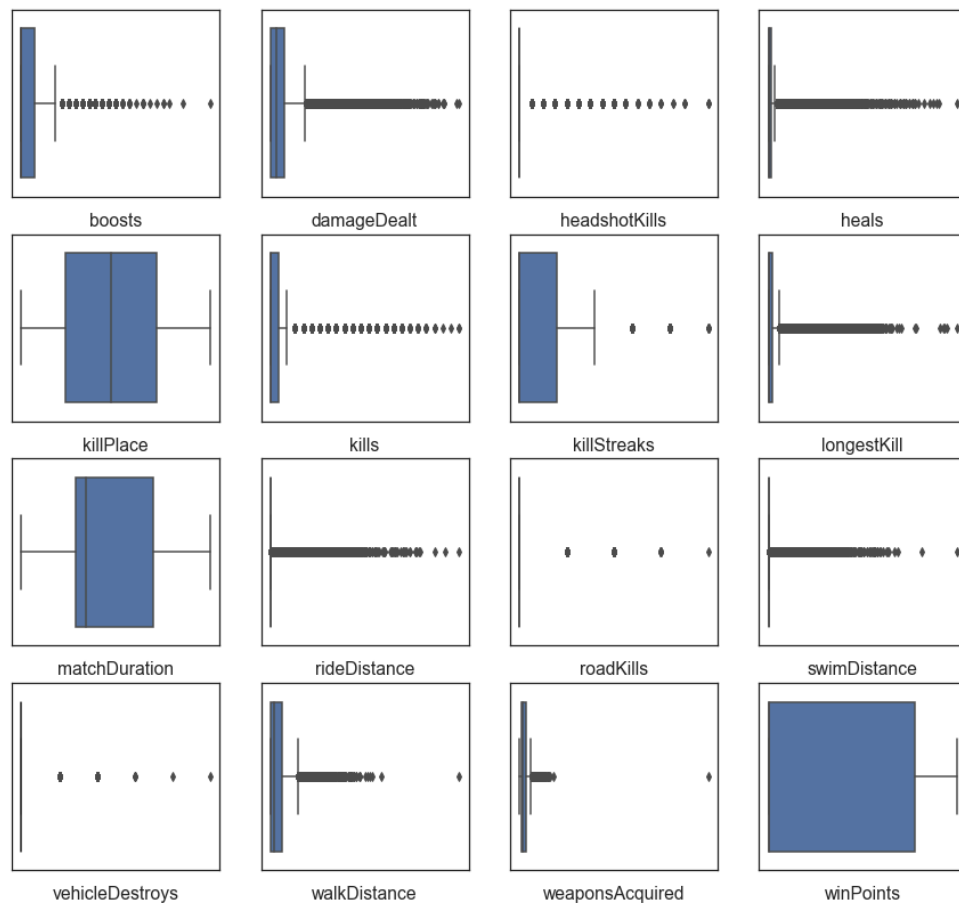 boosts damageDealt headshotKills heals
killPlace kills killStreaks longestKill
matchDuration rideDistance roadKills swimDistance
vehicleDestroys walkDistance weaponsAcquired winPoints